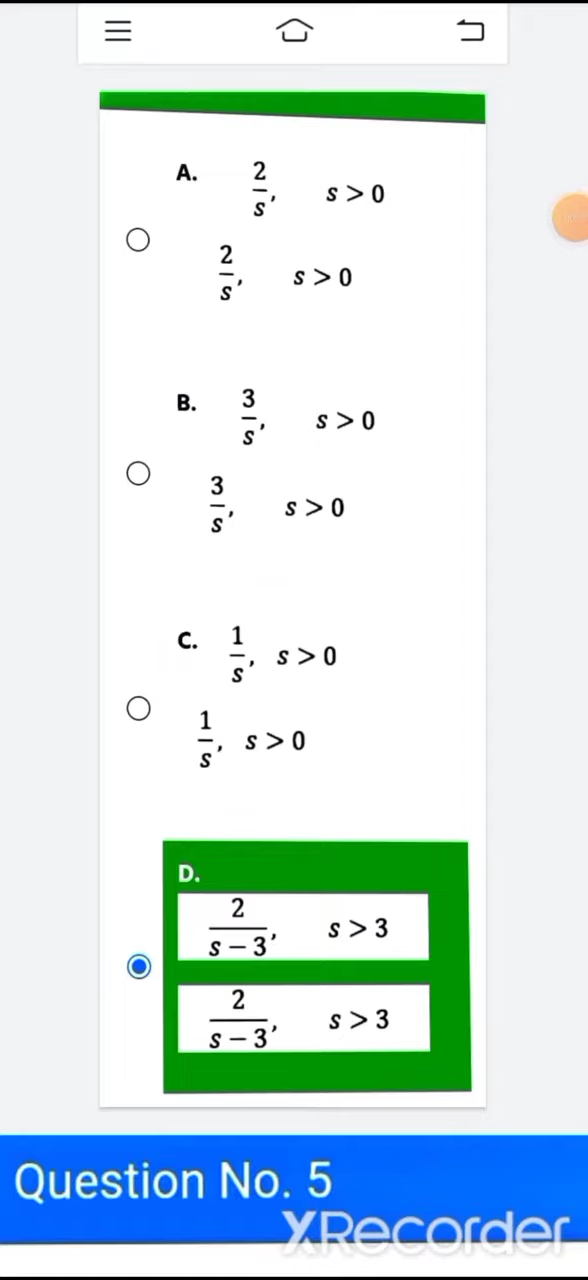 A. 2/s, s > 0
2/s, s > 0
B. 3/s, s > 0
3/s, s > 0
C. 1/s, s > 0
1/s, s > 0
D.
2/(s − 3), s > 3
2/(s − 3), s > 3
Question No. 5
XRecorder